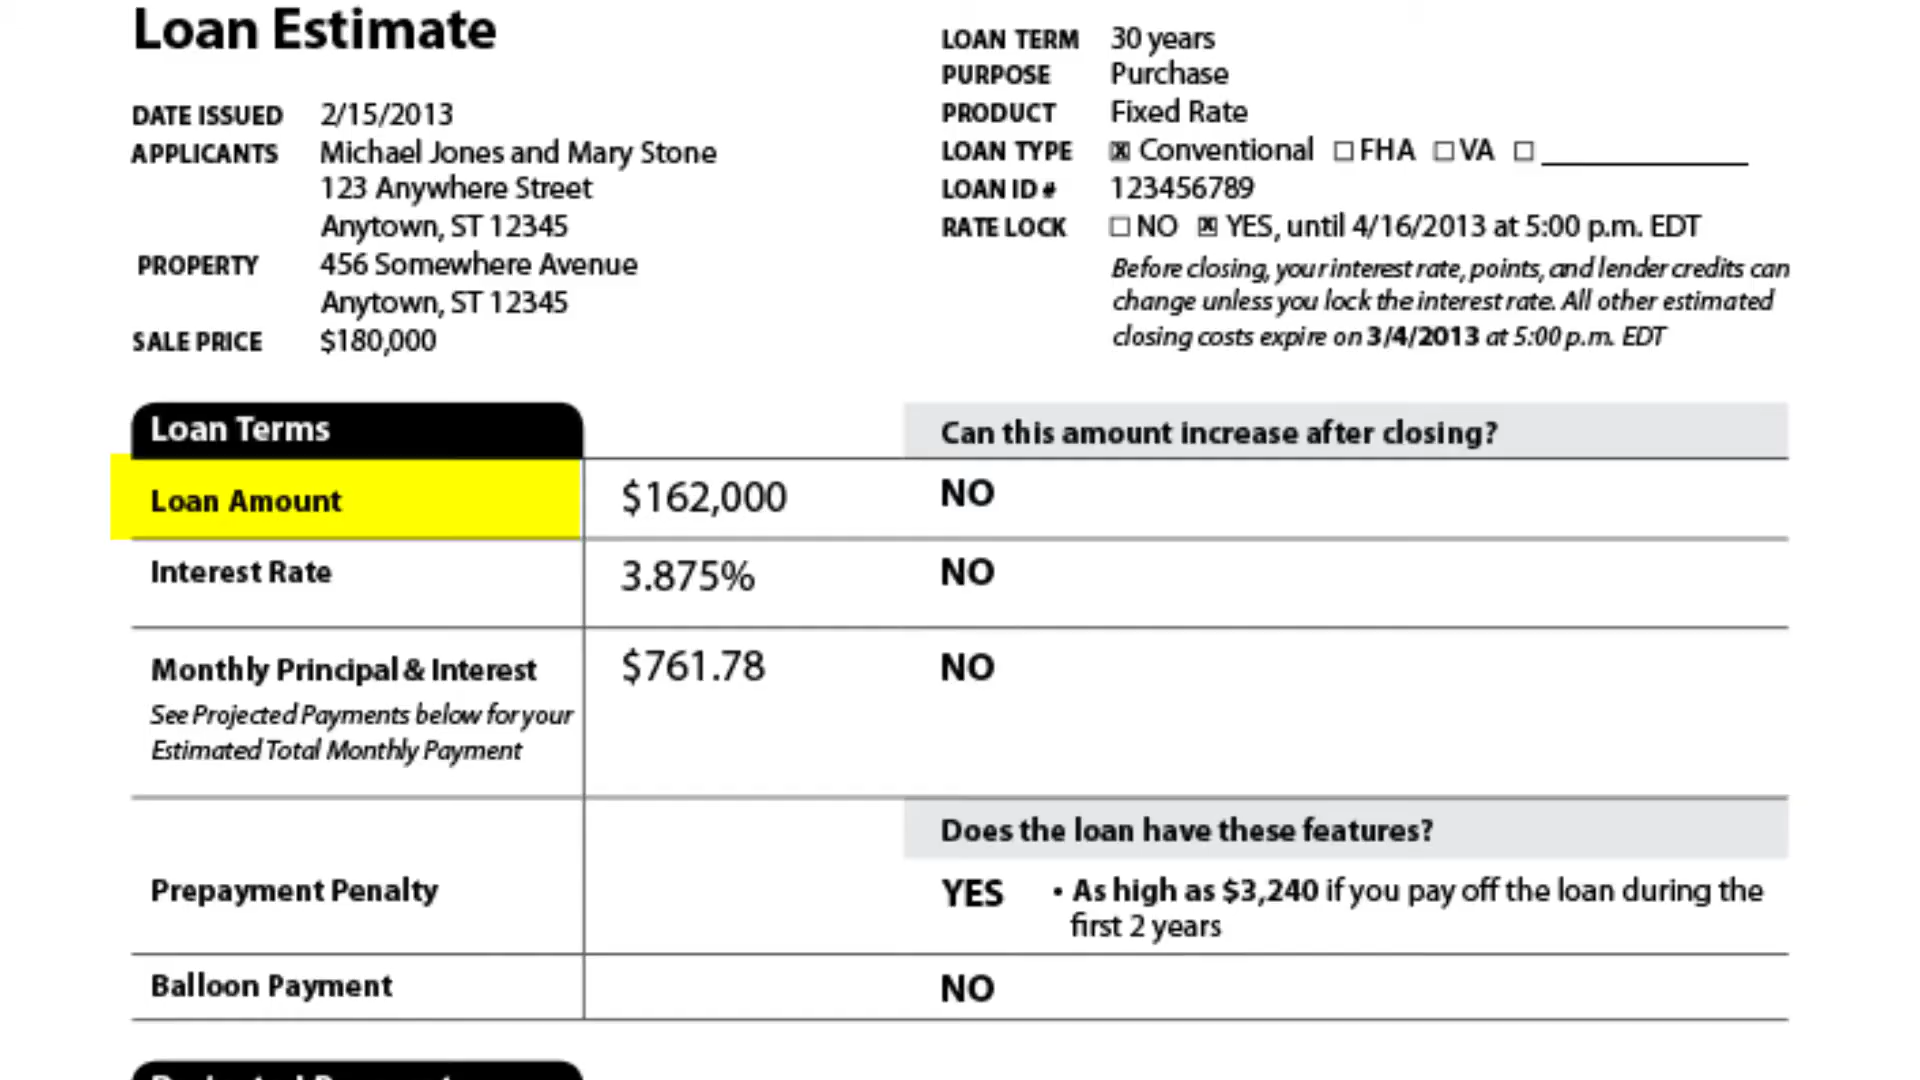 Loan Estimate
DATE ISSUED 2/15/2013
APPLICANTS Michael Jones and Mary Stone
123 Anywhere Street
Anytown, ST 12345
PROPERTY 456 Somewhere Avenue
Anytown, ST 12345
SALE PRICE $180,000
LOAN TERM 30 years
PURPOSE Purchase
PRODUCT Fixed Rate
LOAN TYPE ☒ Conventional ☐ FHA ☐ VA ☐ ____________
LOAN ID # 123456789
RATE LOCK ☐ NO ☒ YES, until 4/16/2013 at 5:00 p.m. EDT
Before closing, your interest rate, points, and lender credits can
change unless you lock the interest rate. All other estimated
closing costs expire on 3/4/2013 at 5:00 p.m. EDT
Loan Terms
Can this amount increase after closing?
Loan Amount $162,000 NO
Interest Rate 3.875% NO
Monthly Principal & Interest $761.78 NO
See Projected Payments below for your
Estimated Total Monthly Payment
Does the loan have these features?
Prepayment Penalty YES • As high as $3,240 if you pay off the loan during the
first 2 years
Balloon Payment NO